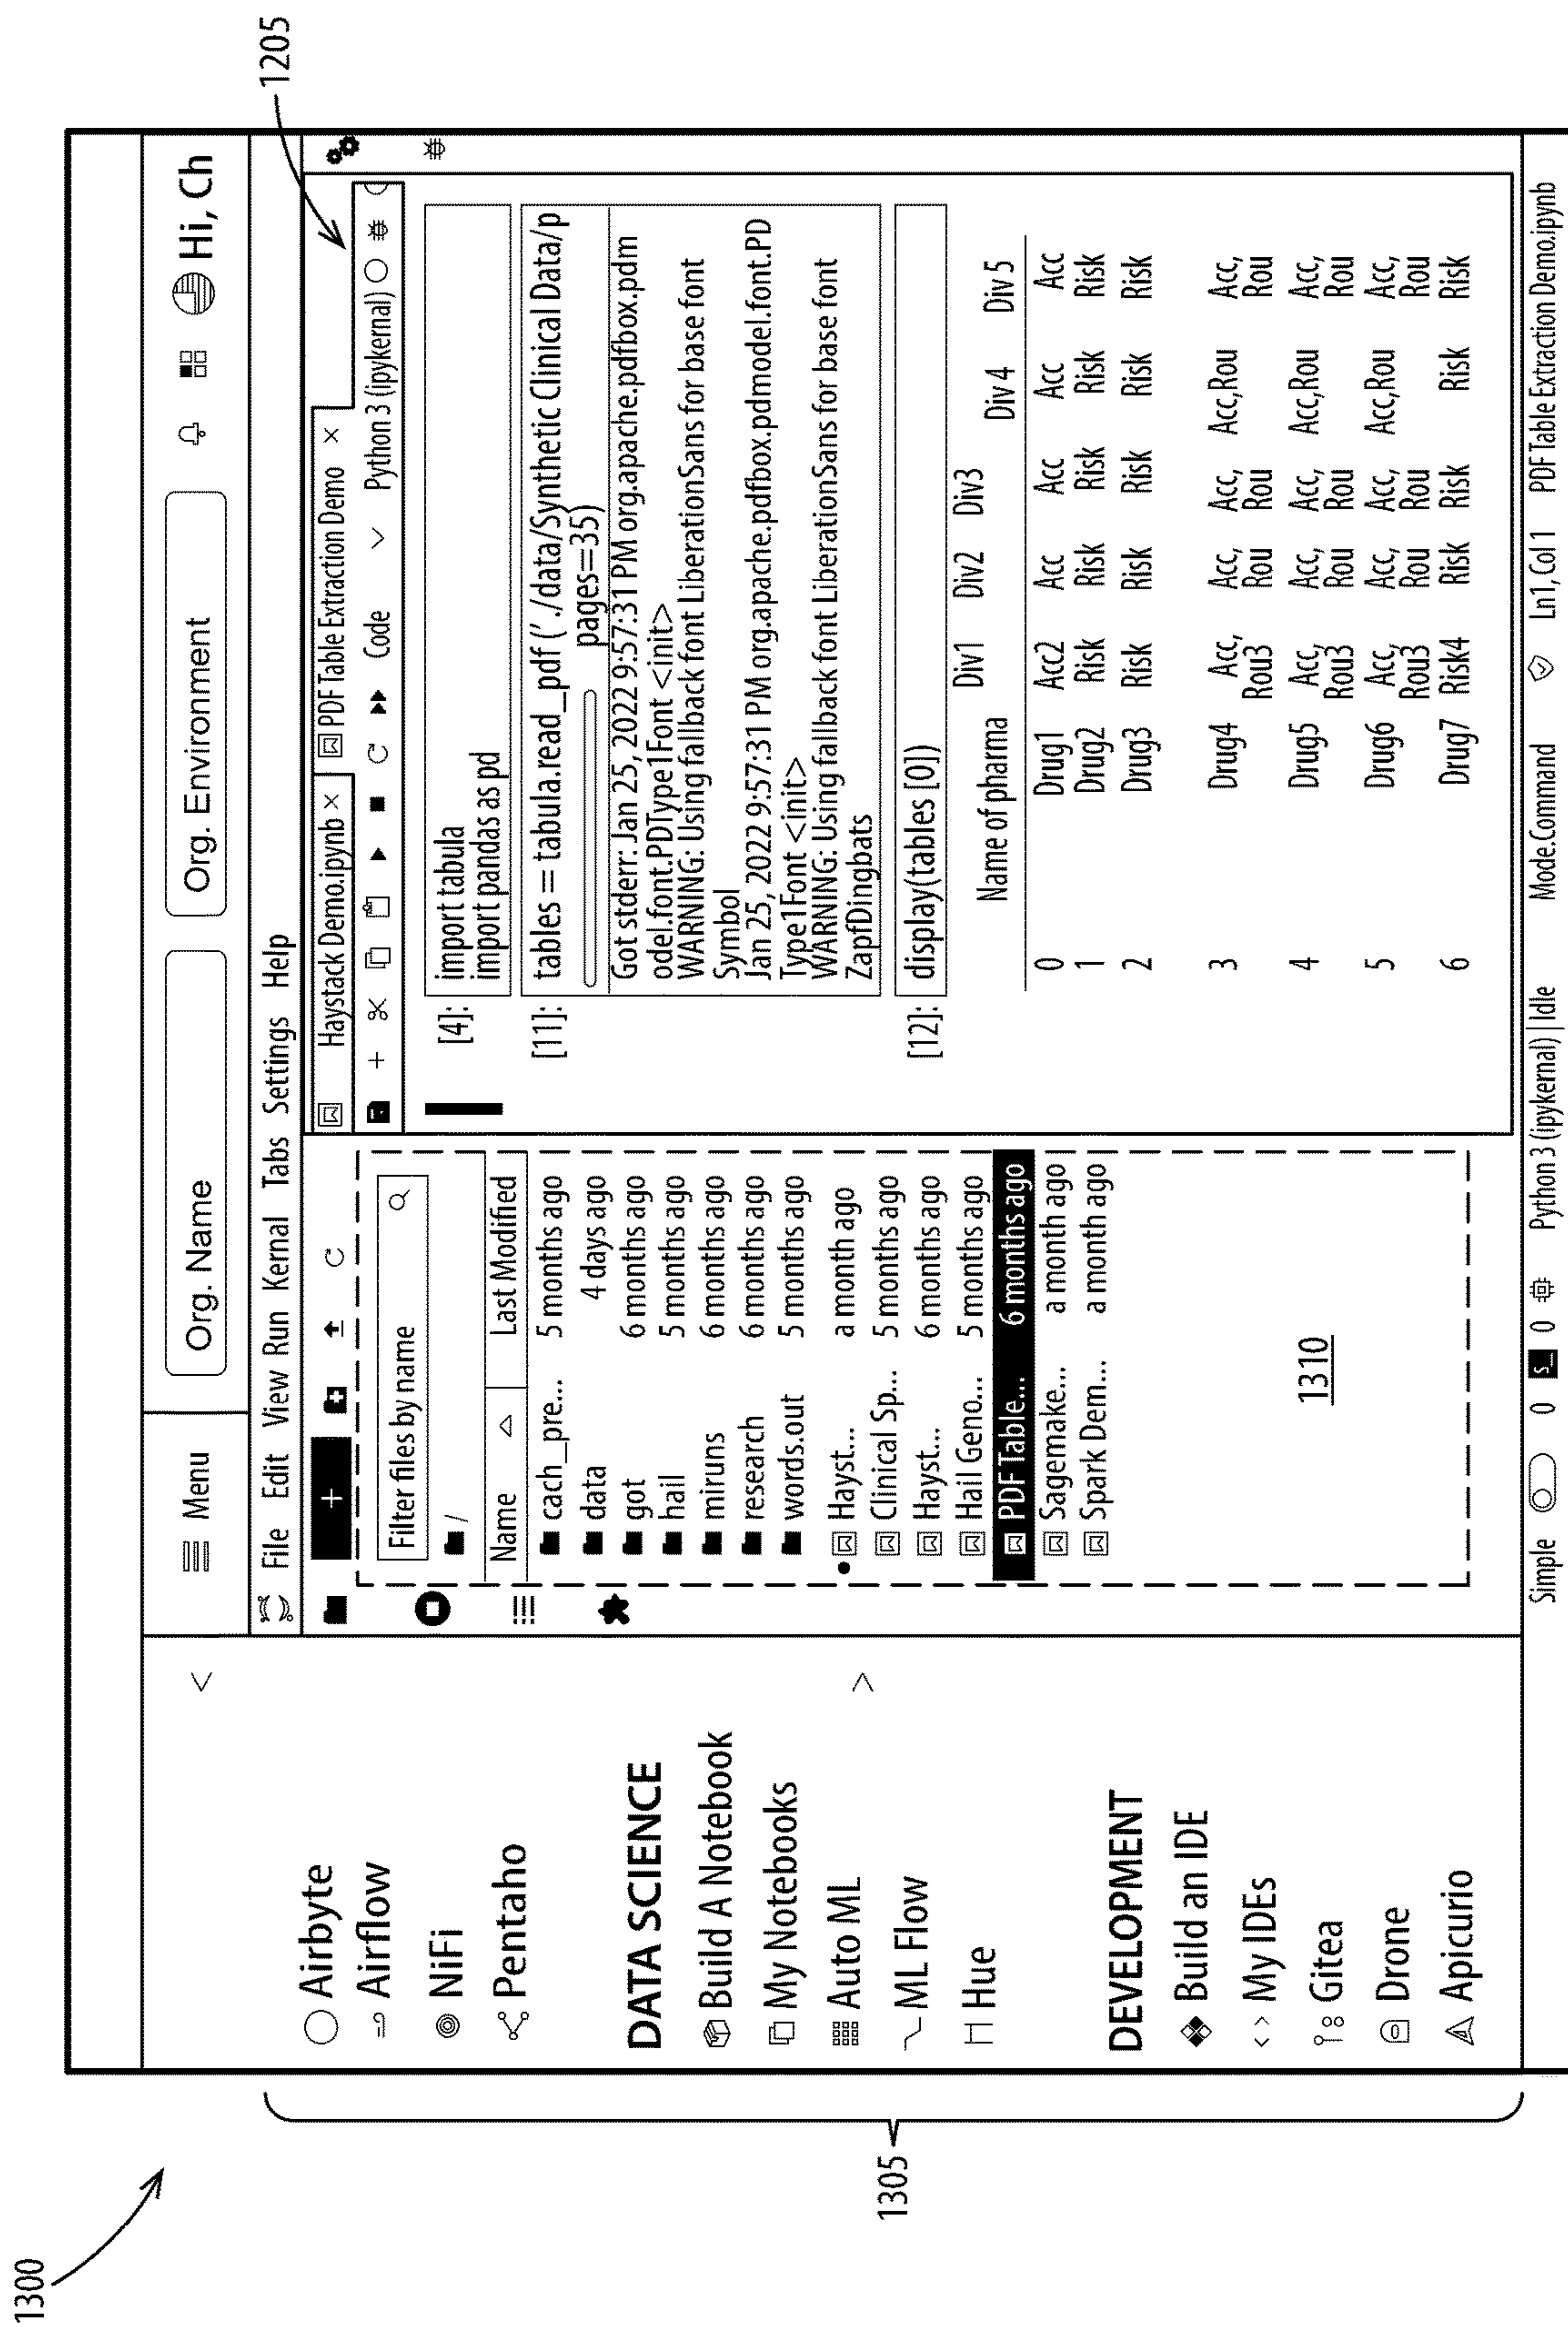 1300
1205
1305
Menu
Org. Name
Org. Environment
Hi, Ch
Airbyte
Airflow
NiFi
Pentaho
DATA SCIENCE
Build A Notebook
My Notebooks
Auto ML
ML Flow
Hue
DEVELOPMENT
Build an IDE
My IDEs
Gitea
Drone
Apicurio
File Edit View Run Kernal Tabs Settings Help
+
Filter files by name
/
Name Last Modified
cach_pre... 5 months ago
data 4 days ago
got 6 months ago
hail 5 months ago
miruns 6 months ago
research 6 months ago
words.out 5 months ago
Hayst... a month ago
Clinical Sp... 5 months ago
Hayst... 6 months ago
Hail Geno... 5 months ago
PDF Table... 6 months ago
Sagemake... a month ago
Spark Dem... a month ago
1310
Haystack Demo.ipynb × PDF Table Extraction Demo ×
+ Code Python 3 (ipykernal)
[4]: import tabula
import pandas as pd
[11]: tables = tabula.read_pdf ('./data/Synthetic Clinical Data/p
pages=35)
Got stderr: Jan 25, 2022 9:57:31 PM org.apache.pdfbox.pdm
odel.font.PDType1Font <init>
WARNING: Using fallback font LiberationSans for base font
Symbol
Jan 25, 2022 9:57:31 PM org.apache.pdfbox.pdmodel.font.PD
Type1Font <init>
WARNING: Using fallback font LiberationSans for base font
ZapfDingbats
[12]: display(tables [0])
Name of pharma Div1 Div2 Div3 Div 4 Div 5
0 Drug1 Acc2 Acc Acc Acc Acc
1 Drug2 Risk Risk Risk Risk Risk
2 Drug3 Risk Risk Risk Risk Risk
3 Drug4 Acc, Acc, Acc, Acc,Rou Acc,
Rou3 Rou Rou Rou
4 Drug5 Acc, Acc, Acc, Acc,Rou Acc,
Rou3 Rou Rou Rou
5 Drug6 Acc, Acc, Acc, Acc,Rou Acc,
Rou3 Rou Rou Rou
6 Drug7 Risk4 Risk Risk Risk Risk
Simple 0 s_ 0 Python 3 (ipykernal) | Idle Mode.Command Ln1, Col 1 PDF Table Extraction Demo.ipynb